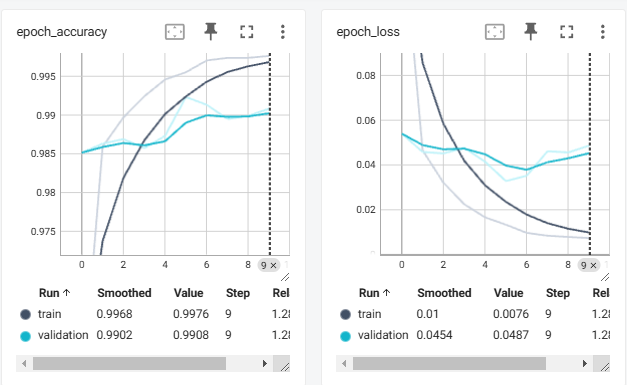 epoch_accuracy
0.995
0.99
0.985
0.98
0.975
0 2 4 6 8 9 ×
Run ↑ Smoothed Value Step Rel
train 0.9968 0.9976 9 1.28
validation 0.9902 0.9908 9 1.28
epoch_loss
0.08
0.06
0.04
0.02
0 2 4 6 8 9 ×
Run ↑ Smoothed Value Step Rel
train 0.01 0.0076 9 1.28
validation 0.0454 0.0487 9 1.28